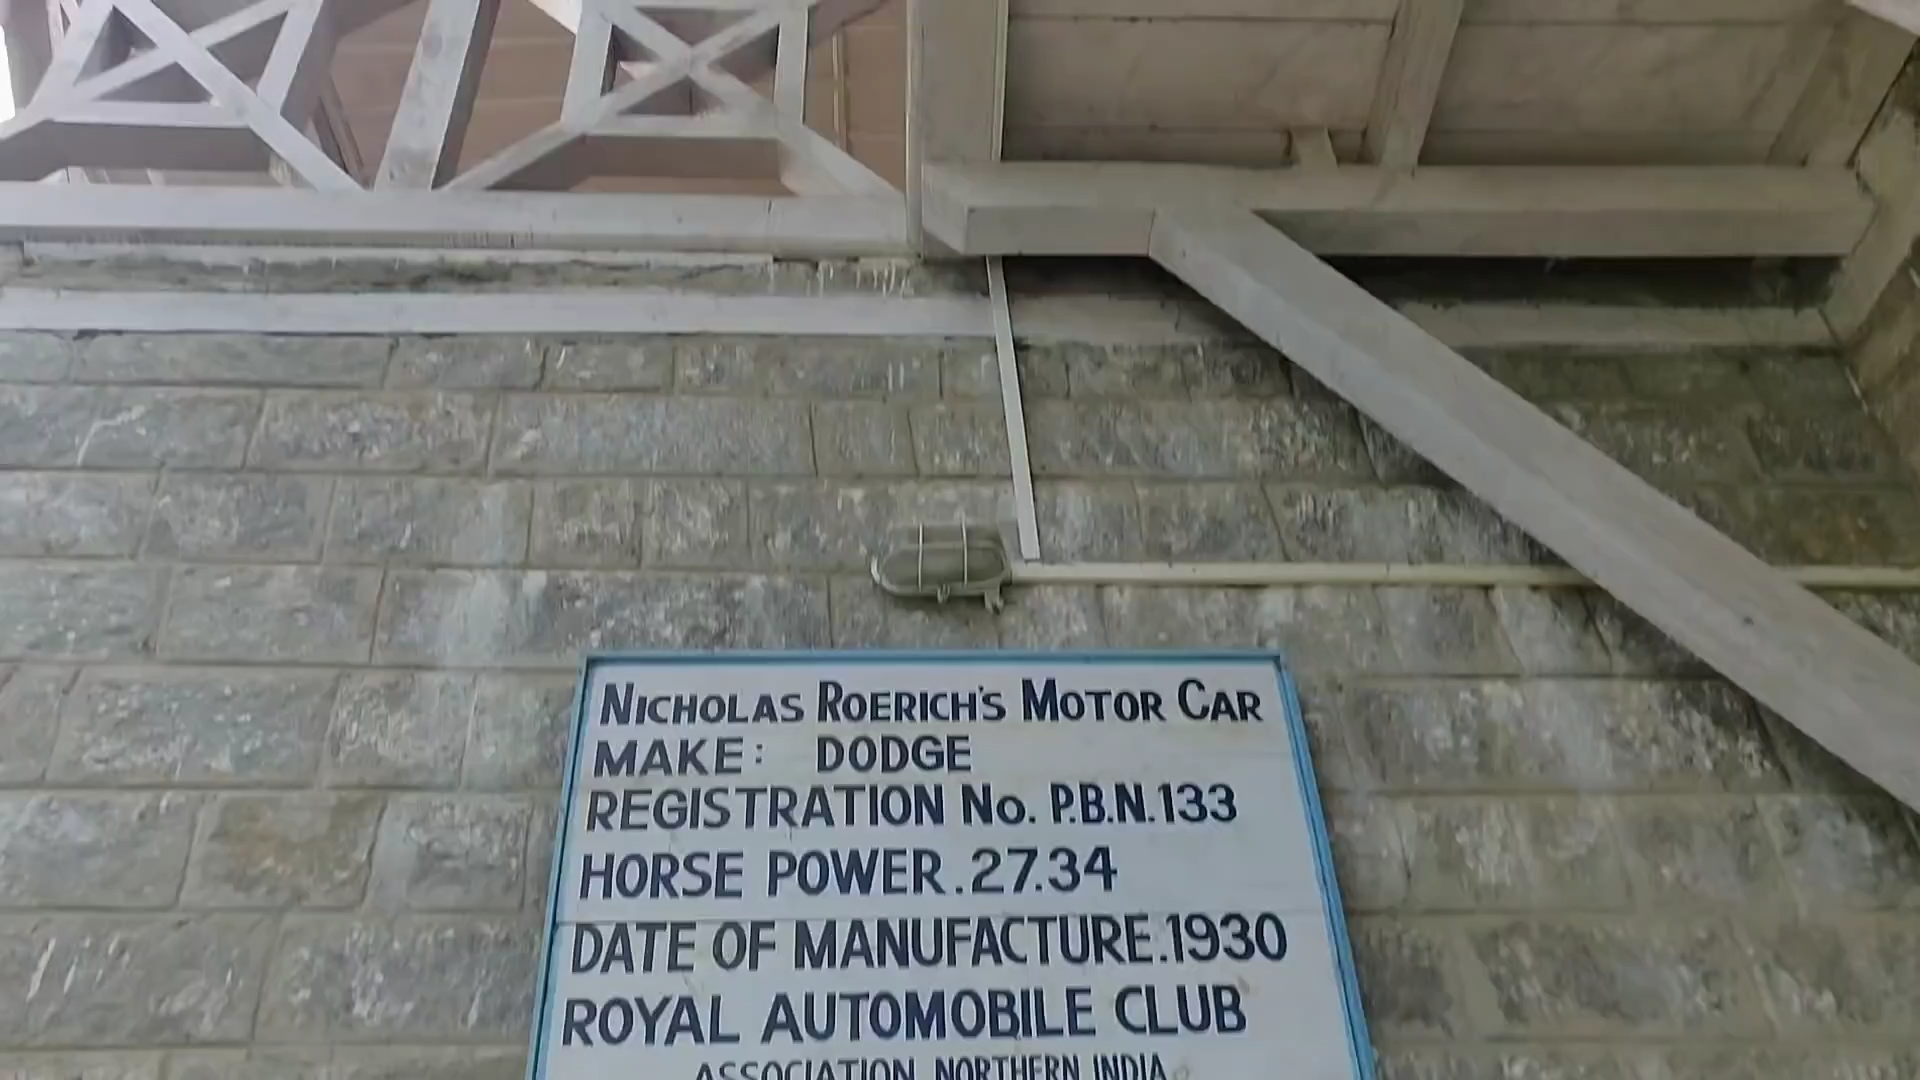 NICHOLAS ROERICH'S MOTOR CAR
MAKE: DODGE
REGISTRATION No. P.B.N.133
HORSE POWER.27.34
DATE OF MANUFACTURE.1930
ROYAL AUTOMOBILE CLUB
ASSOCIATION NORTHERN INDIA